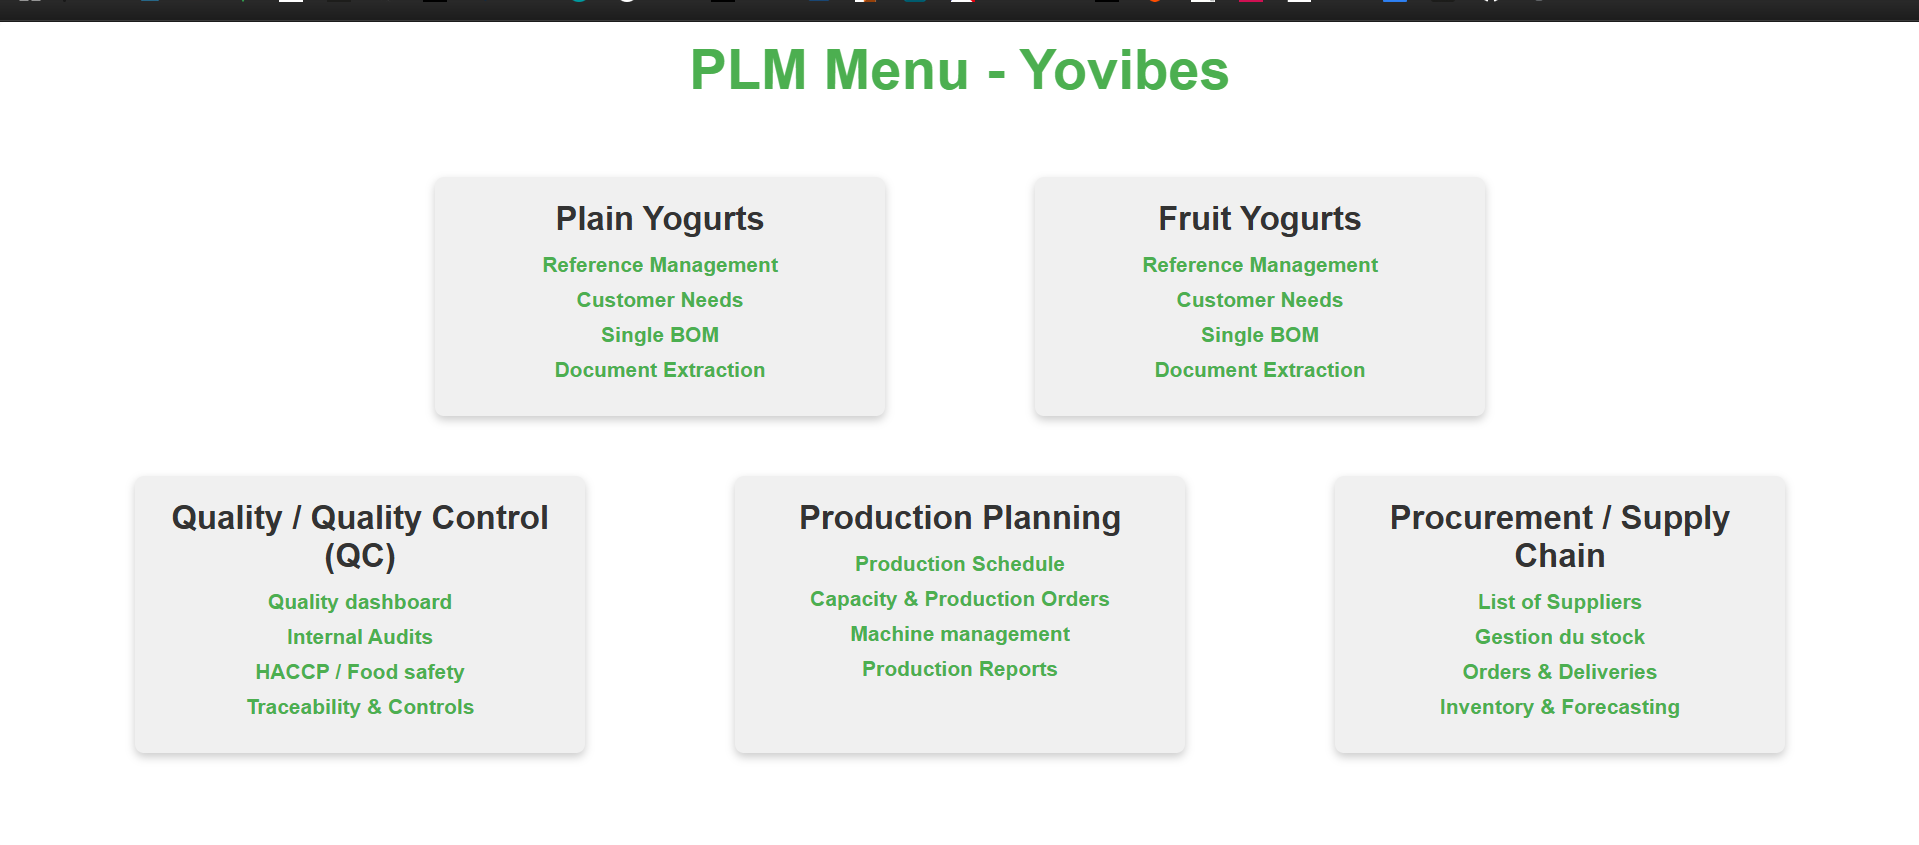 PLM Menu - Yovibes
Plain Yogurts
Reference Management
Customer Needs
Single BOM
Document Extraction
Fruit Yogurts
Reference Management
Customer Needs
Single BOM
Document Extraction
Quality / Quality Control
(QC)
Quality dashboard
Internal Audits
HACCP / Food safety
Traceability & Controls
Production Planning
Production Schedule
Capacity & Production Orders
Machine management
Production Reports
Procurement / Supply
Chain
List of Suppliers
Gestion du stock
Orders & Deliveries
Inventory & Forecasting